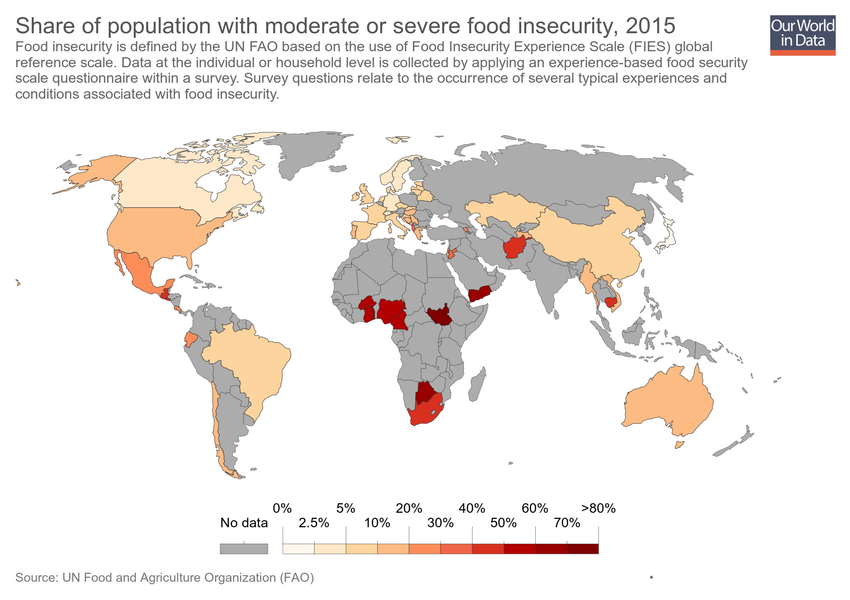 Share of population with moderate or severe food insecurity, 2015
Our World
in Data
Food insecurity is defined by the UN FAO based on the use of Food Insecurity Experience Scale (FIES) global
reference scale. Data at the individual or household level is collected by applying an experience-based food security
scale questionnaire within a survey. Survey questions relate to the occurrence of several typical experiences and
conditions associated with food insecurity.
0% 5% 20% 40% 60% >80%
No data 2.5% 10% 30% 50% 70%
Source: UN Food and Agriculture Organization (FAO)